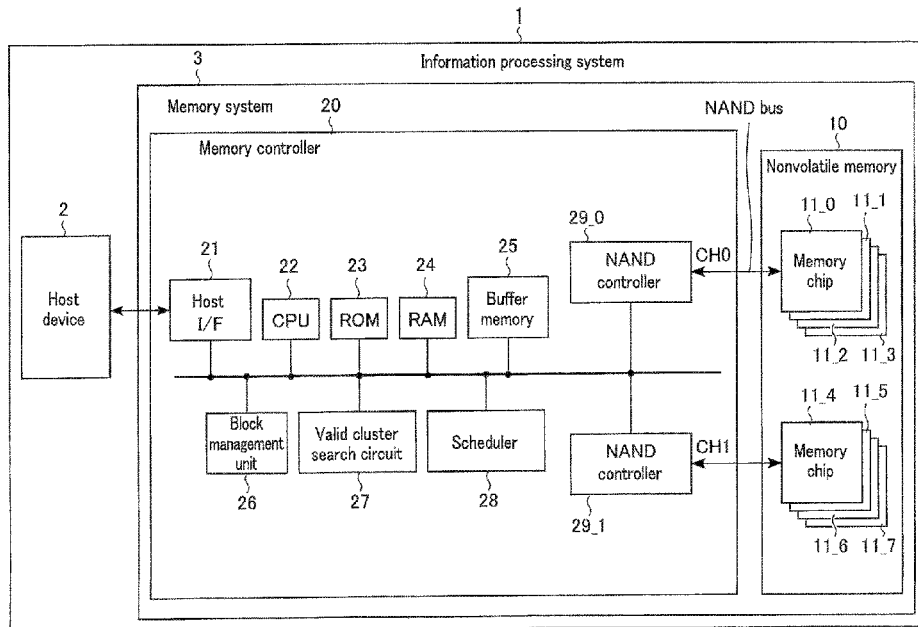 1
Information processing system
3
Memory system
20
Memory controller
NAND bus
10
Nonvolatile memory
2
Host
device
21
Host
I/F
22
CPU
23
ROM
24
RAM
25
Buffer
memory
29_0
NAND
controller
CH0
11_0
11_1
Memory
chip
11_2
11_3
Block
management
unit
26
Valid cluster
search circuit
27
Scheduler
28
NAND
controller
29_1
CH1
11_4
11_5
Memory
chip
11_6
11_7